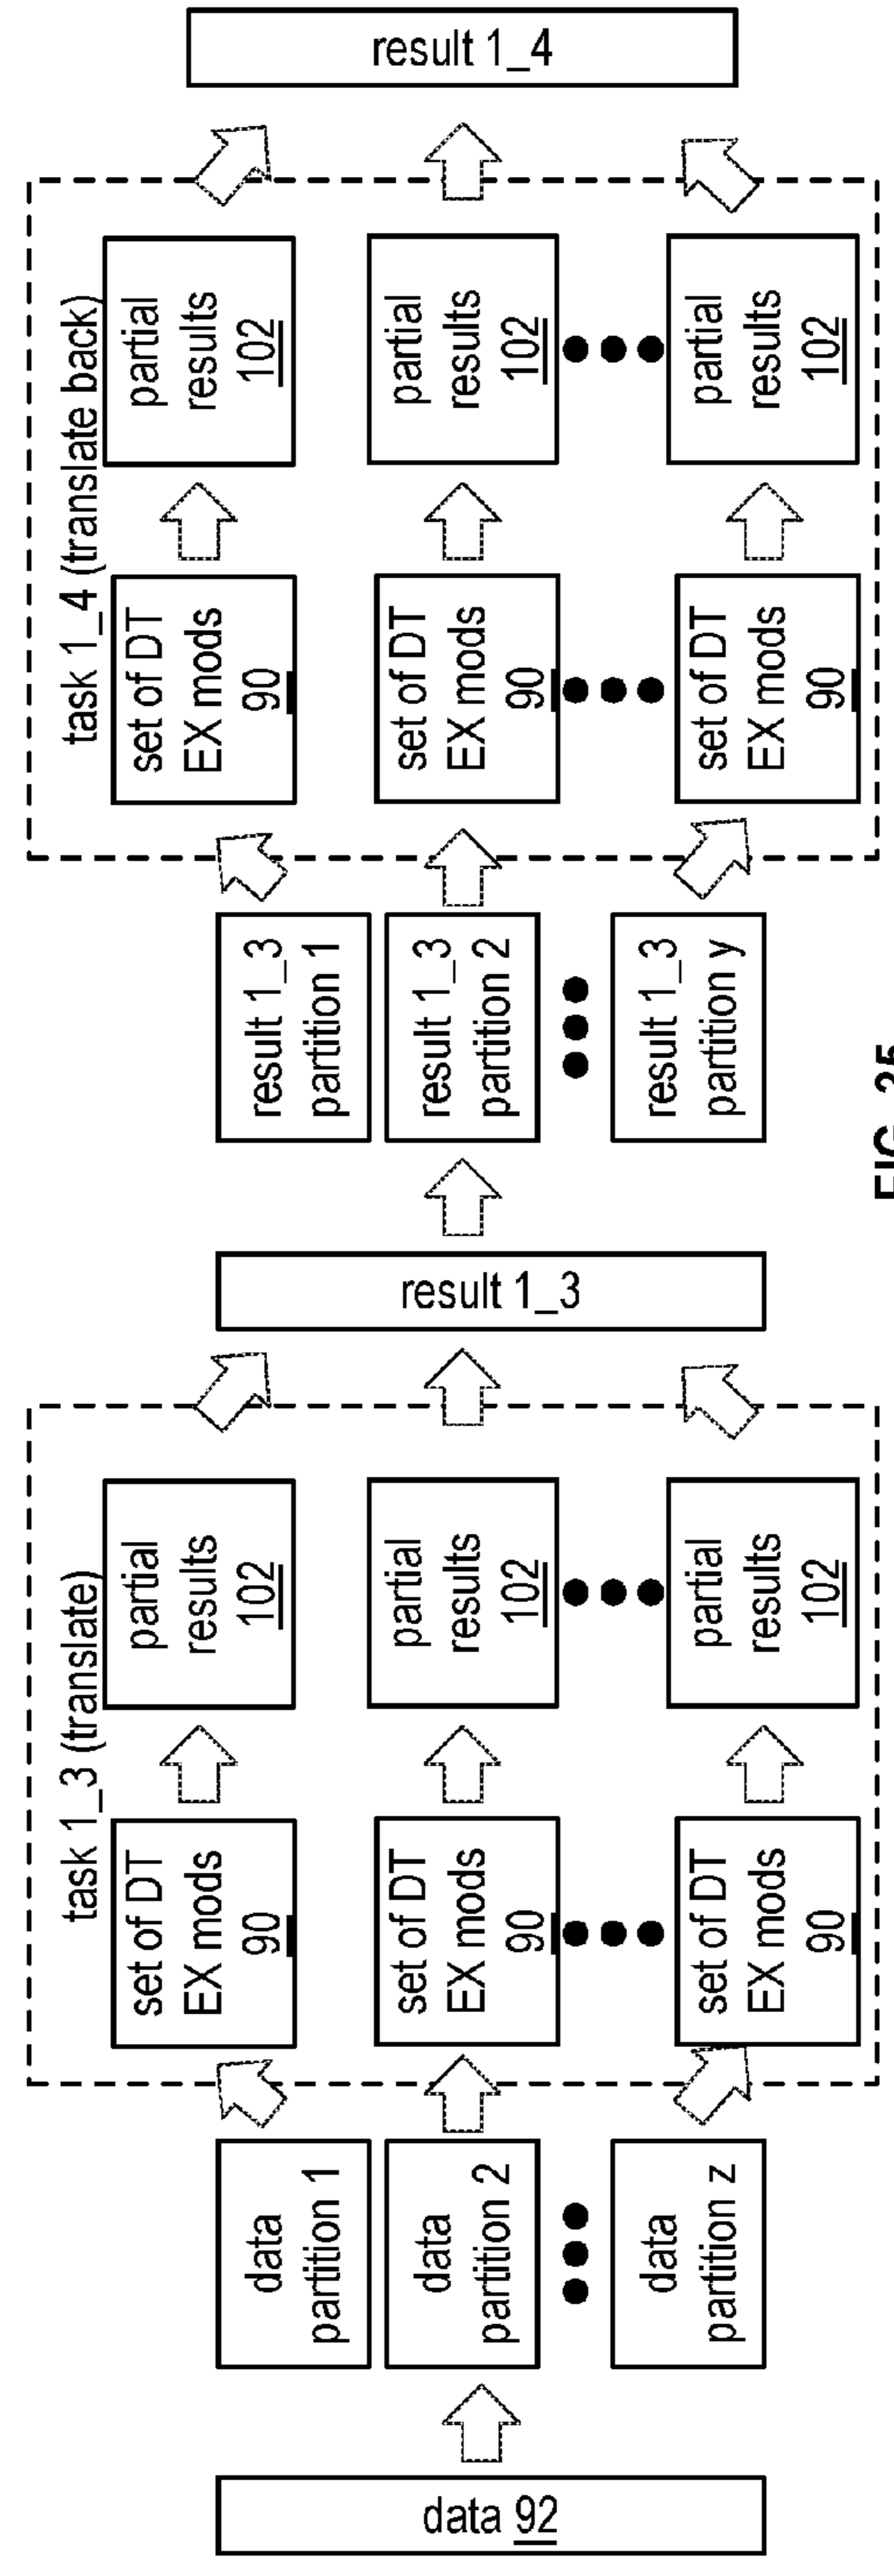 data 92
data
partition 1
data
partition 2
data
partition z
task 1_3 (translate)
set of DT
EX mods
90
set of DT
EX mods
90
set of DT
EX mods
90
partial
results
102
partial
results
102
partial
results
102
result 1_3
result 1_3
partition 1
result 1_3
partition 2
result 1_3
partition y
task 1_4 (translate back)
set of DT
EX mods
90
set of DT
EX mods
90
set of DT
EX mods
90
partial
results
102
partial
results
102
partial
results
102
result 1_4
FIG. 35